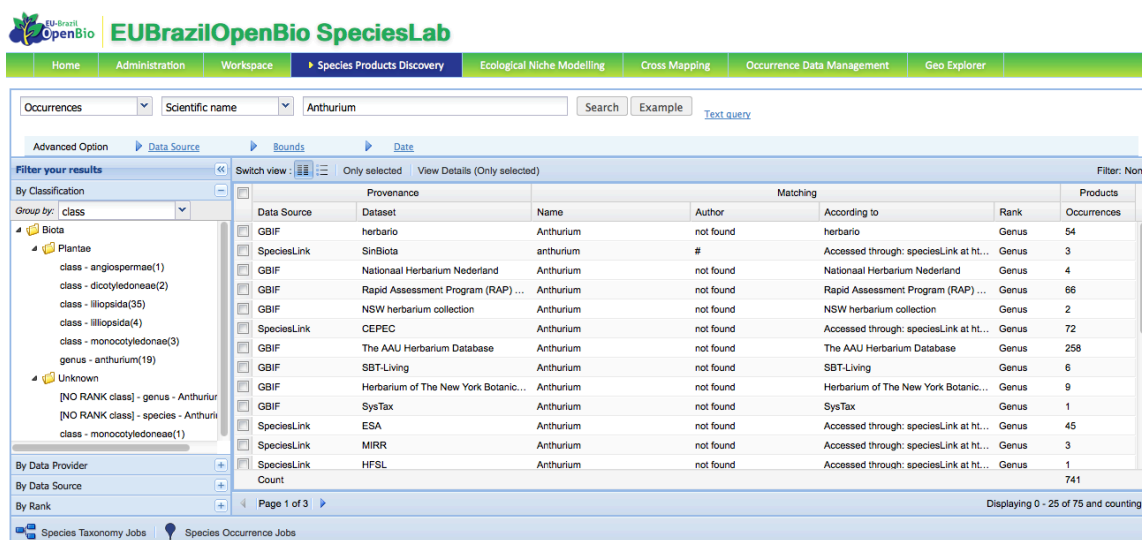 EU-Brazil
OpenBio
EUBrazilOpenBio SpeciesLab
Home Administration Workspace Species Products Discovery Ecological Niche Modelling Cross Mapping Occurrence Data Management Geo Explorer
Occurrences Scientific name Anthurium Search Example Text query
Advanced Option Data Source Bounds Date
Filter your results Switch view : Only selected View Details (Only selected) Filter: Non
By Classification Provenance Matching Products
Group by: class Data Source Dataset Name Author According to Rank Occurrences
Biota GBIF herbario Anthurium not found herbario Genus 54
Plantae SpeciesLink SinBiota anthurium # Accessed through: speciesLink at ht... Genus 3
class - angiospermae(1) GBIF Nationaal Herbarium Nederland Anthurium not found Nationaal Herbarium Nederland Genus 4
class - dicotyledoneae(2) GBIF Rapid Assessment Program (RAP) ... Anthurium not found Rapid Assessment Program (RAP) ... Genus 66
class - liliopsida(35) GBIF NSW herbarium collection Anthurium not found NSW herbarium collection Genus 2
class - lilliopsida(4) SpeciesLink CEPEC Anthurium not found Accessed through: speciesLink at ht... Genus 72
class - monocotyledonae(3) GBIF The AAU Herbarium Database Anthurium not found The AAU Herbarium Database Genus 258
genus - anthurium(19) GBIF SBT-Living Anthurium not found SBT-Living Genus 6
Unknown GBIF Herbarium of The New York Botanic... Anthurium not found Herbarium of The New York Botanic... Genus 9
[NO RANK class] - genus - Anthuriur GBIF SysTax Anthurium not found SysTax Genus 1
[NO RANK class] - species - Anthuri SpeciesLink ESA Anthurium not found Accessed through: speciesLink at ht... Genus 45
class - monocotyledoneae(1) SpeciesLink MIRR Anthurium not found Accessed through: speciesLink at ht... Genus 3
By Data Provider SpeciesLink HFSL Anthurium not found Accessed through: speciesLink at ht... Genus 1
By Data Source Count 741
By Rank Page 1 of 3 Displaying 0 - 25 of 75 and counting
Species Taxonomy Jobs Species Occurrence Jobs